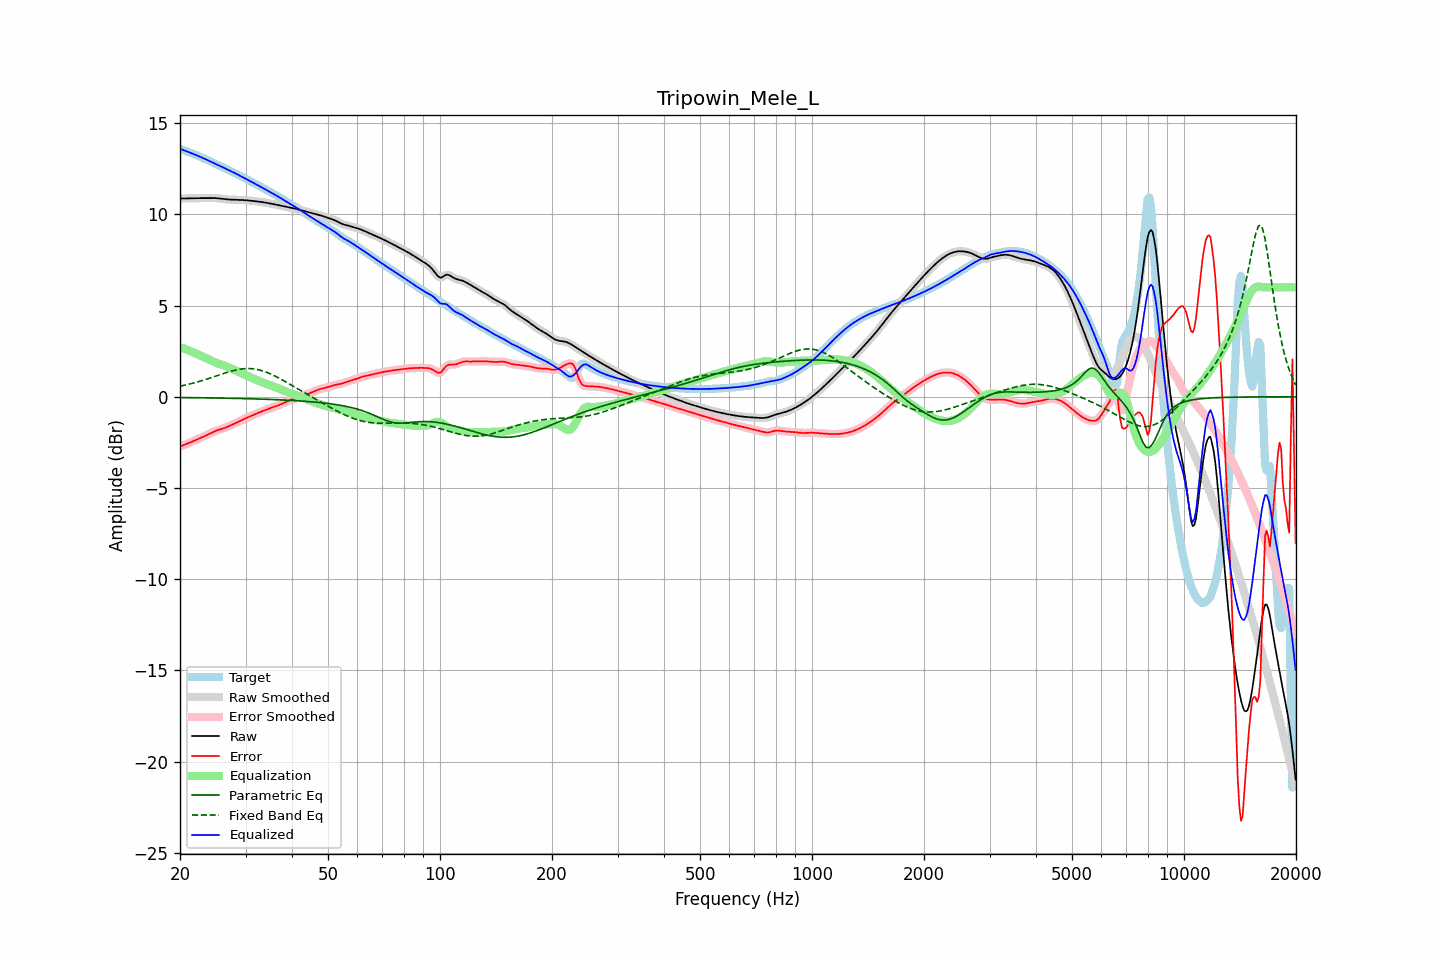 Tripowin_Mele_L
15
10
5
0
−5
−10
−15
−20
−25
Amplitude (dBr)
Target
Raw Smoothed
Error Smoothed
Raw
Error
Equalization
Parametric Eq
Fixed Band Eq
Equalized
20 50 100 200 500 1000 2000 5000 10000 20000
Frequency (Hz)